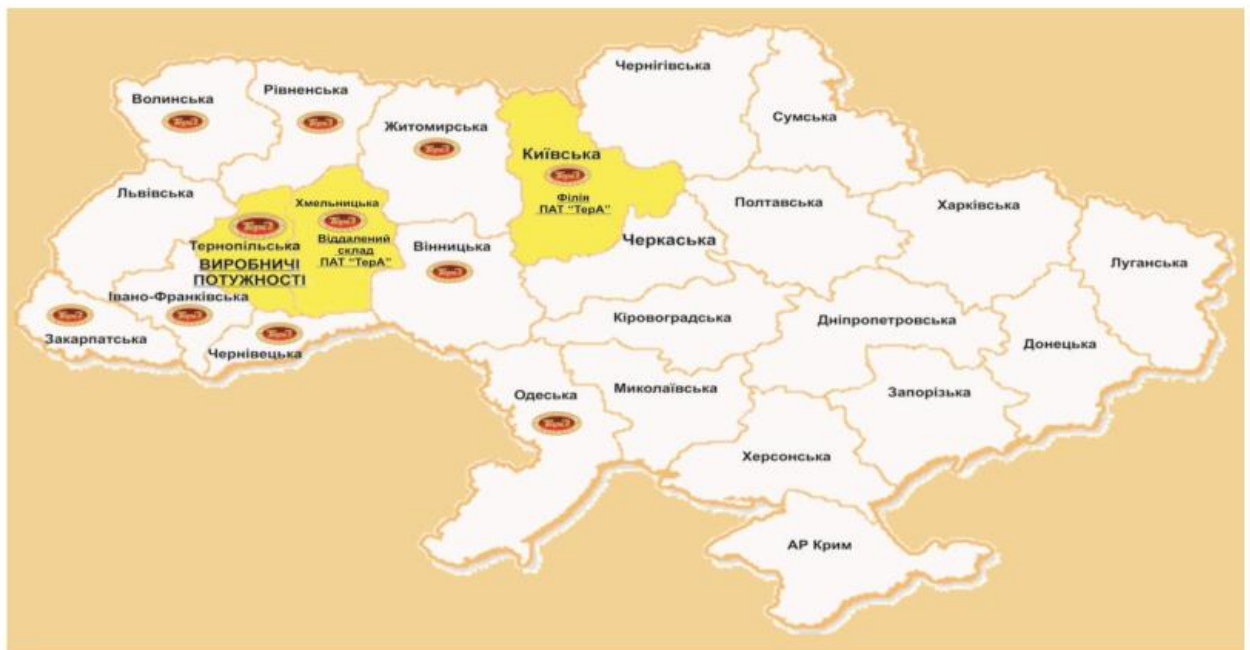 Чернігівська
Волинська
Рівненська
Сумська
Житомирська
Київська
Філія
ПАТ "ТерА"
Львівська
Хмельницька
Віддалений
склад
ПАТ "ТерА"
Тернопільська
ВИРОБНИЧІ
ПОТУЖНОСТІ
Полтавська
Харківська
Черкаська
Вінницька
Луганська
Івано-Франківська
Закарпатська
Чернівецька
Кіровоградська
Дніпропетровська
Донецька
Одеська
Миколаївська
Запорізька
Херсонська
АР Крим